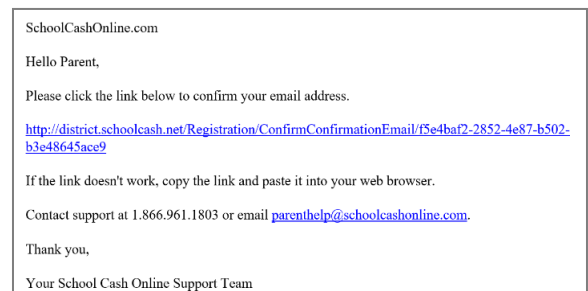 SchoolCashOnline.com
Hello Parent,
Please click the link below to confirm your email address.
http://district.schoolcash.net/Registration/ConfirmConfirmationEmail/f5e4baf2-2852-4e87-b502-
b3e48645ace9
If the link doesn't work, copy the link and paste it into your web browser.
Contact support at 1.866.961.1803 or email parenthelp@schoolcashonline.com.
Thank you,
Your School Cash Online Support Team